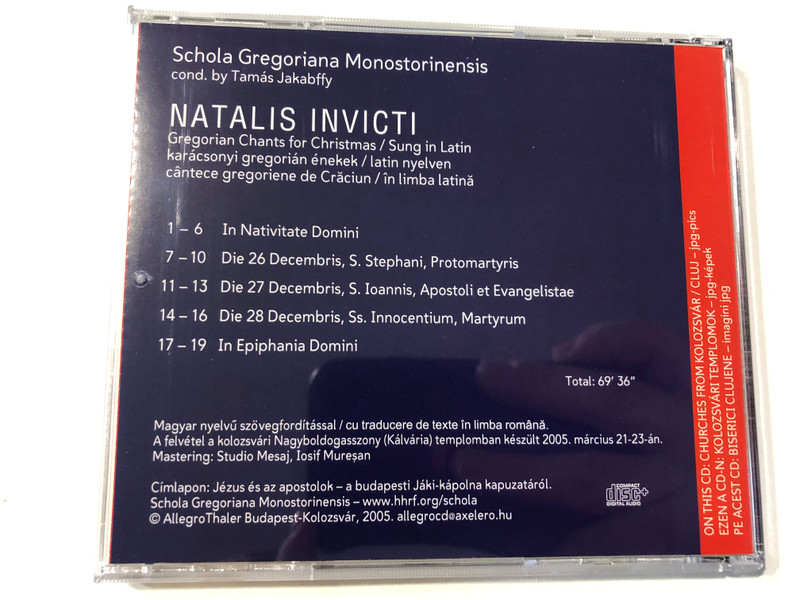 Schola Gregoriana Monostorinensis
cond. by Tamás Jakabffy
NATALIS INVICTI
Gregorian Chants for Christmas / Sung in Latin
karácsonyi gregorián énekek / latin nyelven
cântece gregoriene de Crăciun / în limba latină
1 – 6 In Nativitate Domini
7 – 10 Die 26 Decembris, S. Stephani, Protomartyris
11 – 13 Die 27 Decembris, S. Ioannis, Apostoli et Evangelistae
14 – 16 Die 28 Decembris, Ss. Innocentium, Martyrum
17 – 19 In Epiphania Domini
Total: 69' 36"
Magyar nyelvű szövegfordítással / cu traducere de texte în limba română.
A felvétel a kolozsvári Nagyboldogasszony (Kálvária) templomban készült 2005. március 21-23-án.
Mastering: Studio Mesaj, Iosif Mureșan
Címlapon: Jézus és az apostolok – a budapesti Jáki-kápolna kapuzatáról.
Schola Gregoriana Monostorinensis – www.hhrf.org/schola
© AllegroThaler Budapest-Kolozsvár, 2005. allegrocd@axelero.hu
COMPACT
disc+
DIGITAL AUDIO
ON THIS CD: CHURCHES FROM KOLOZSVÁR / CLUJ – jpg-pics
EZEN A CD-N: KOLOZSVÁRI TEMPLOMOK – jpg-képek
PE ACEST CD: BISERICI CLUJENE – imagini jpg